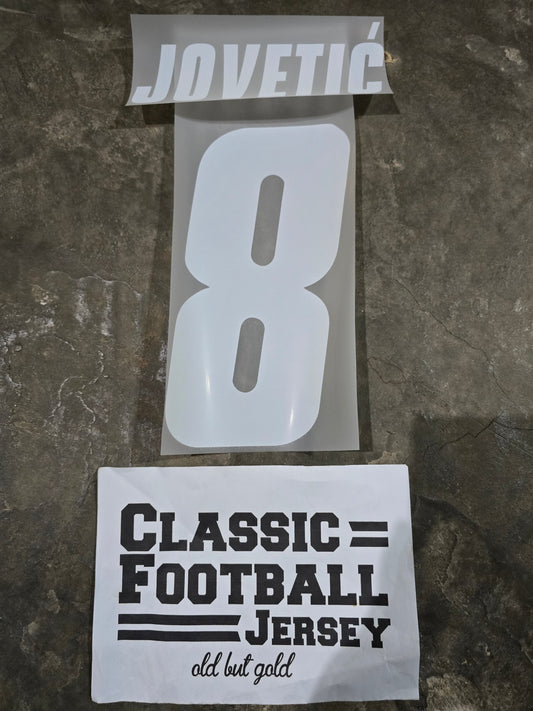 JOVETIĆ
8
CLASSIC
FOOTBALL
JERSEY
old but gold